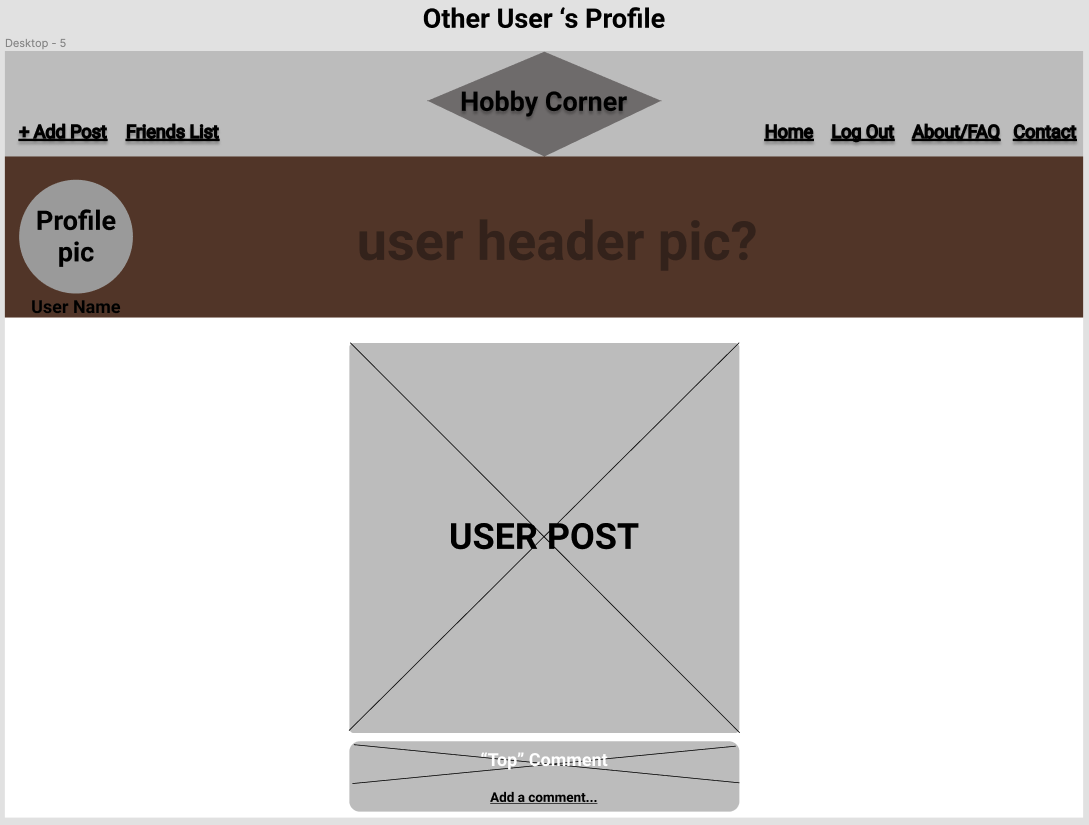 Other User ‘s Profile
Desktop - 5
Hobby Corner
+ Add Post Friends List
Home Log Out About/FAQ Contact
Profile
pic
user header pic?
User Name
USER POST
“Top” Comment
Add a comment...